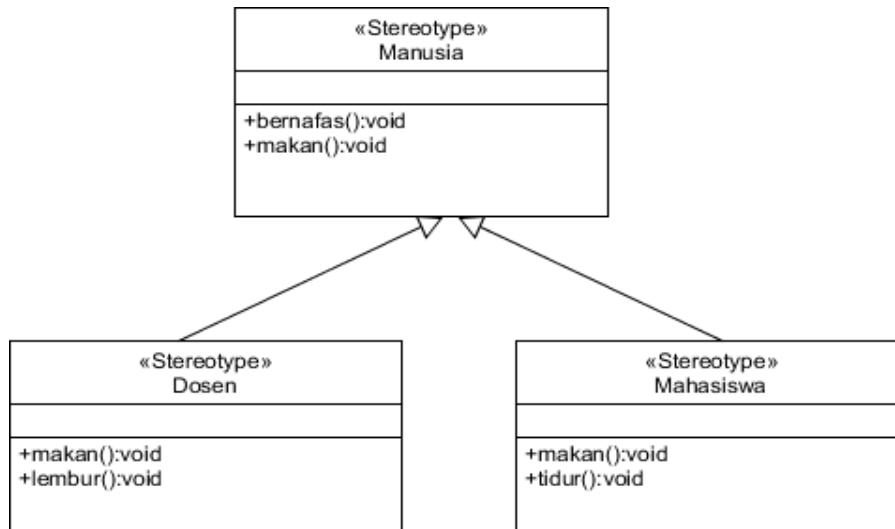 «Stereotype»
Manusia
+bernafas():void
+makan():void
«Stereotype»
Dosen
+makan():void
+lembur():void
«Stereotype»
Mahasiswa
+makan():void
+tidur():void